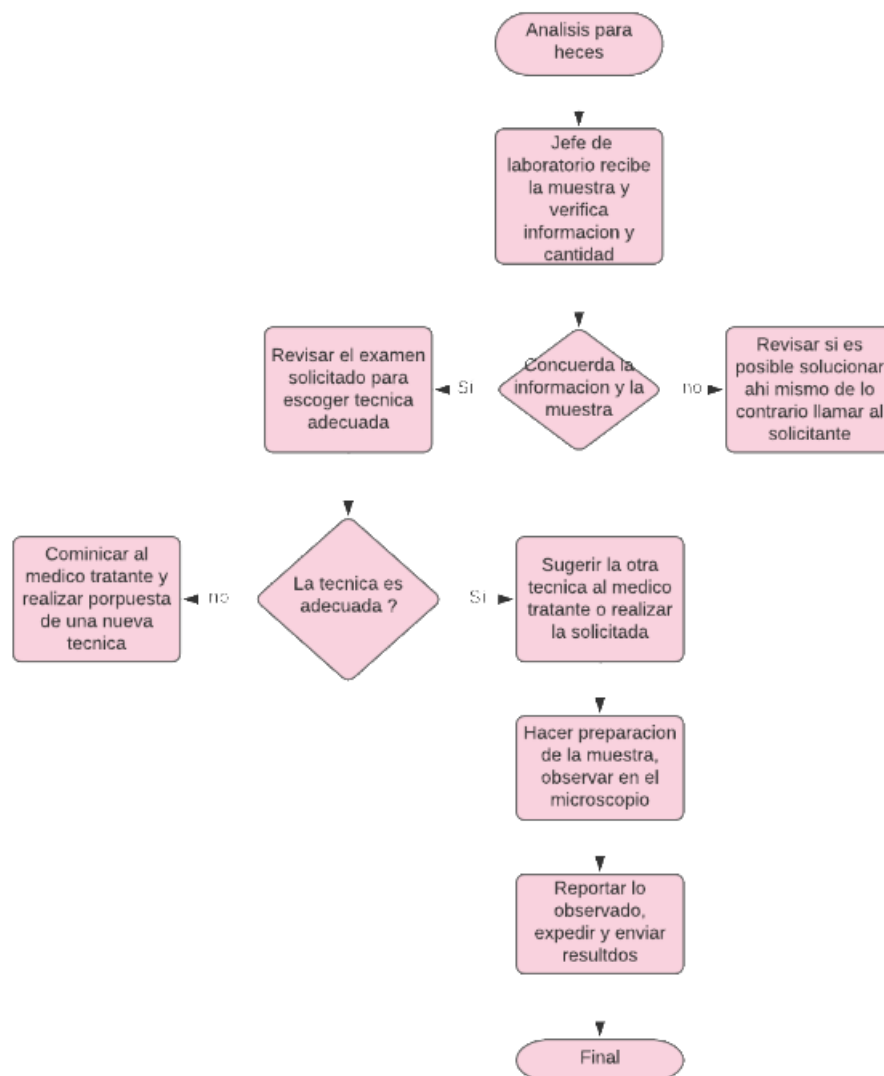 Analisis para
heces
Jefe de
laboratorio recibe
la muestra y
verifica
informacion y
cantidad
Revisar el examen
solicitado para
escoger tecnica
adecuada
Si
Concuerda la
informacion y la
muestra
no
Revisar si es
posible solucionar
ahi mismo de lo
contrario llamar al
solicitante
Cominicar al
medico tratante y
realizar porpuesta
de una nueva
tecnica
no
La tecnica es
adecuada ?
Si
Sugerir la otra
tecnica al medico
tratante o realizar
la solicitada
Hacer preparacion
de la muestra,
observar en el
microscopio
Reportar lo
observado,
expedir y enviar
resultdos
Final